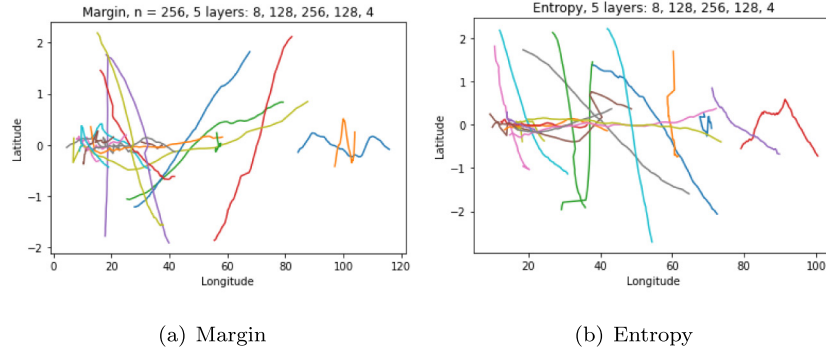 Margin, n = 256, 5 layers: 8, 128, 256, 128, 4
2
1
0
−1
−2
Latitude
0
20
40
60
80
100
120
Longitude
(a) Margin
Entropy, 5 layers: 8, 128, 256, 128, 4
2
1
0
−1
−2
Latitude
20
40
60
80
100
Longitude
(b) Entropy